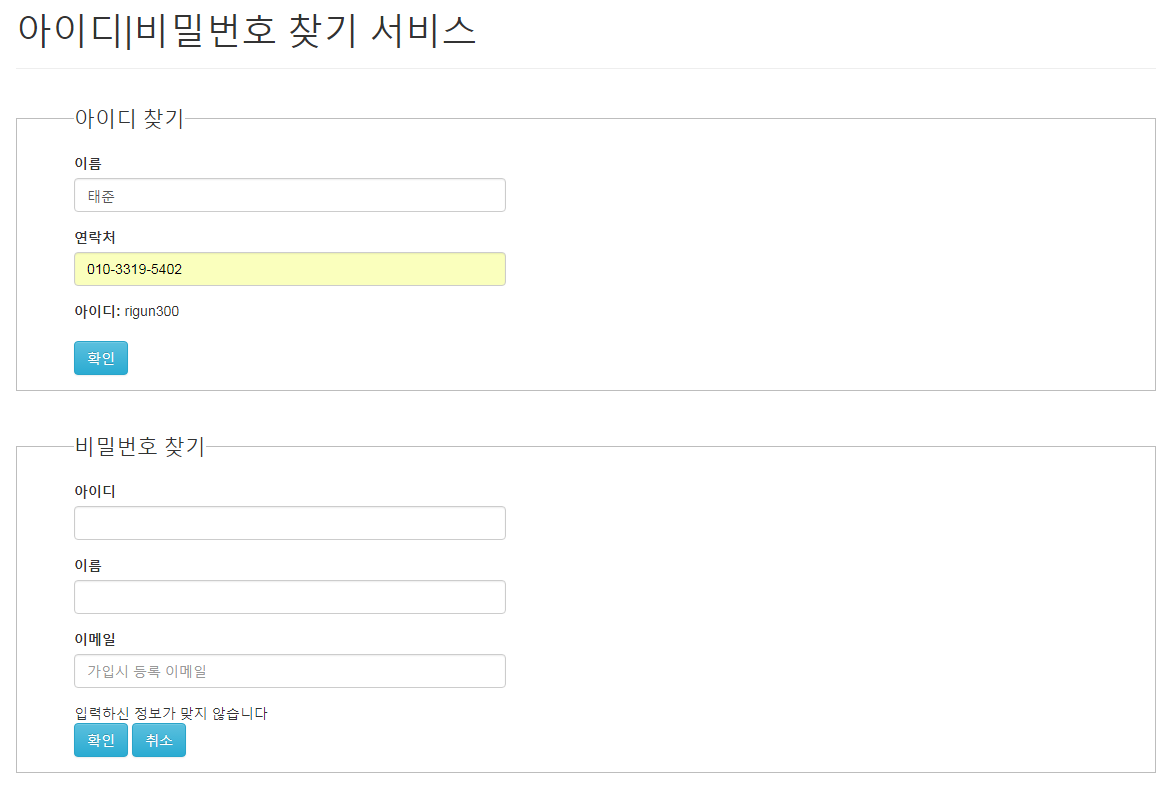 아이디|비밀번호 찾기 서비스
아이디 찾기
이름
태준
연락처
010-3319-5402
아이디: rigun300
확인
비밀번호 찾기
아이디
이름
이메일
가입시 등록 이메일
입력하신 정보가 맞지 않습니다
확인 취소